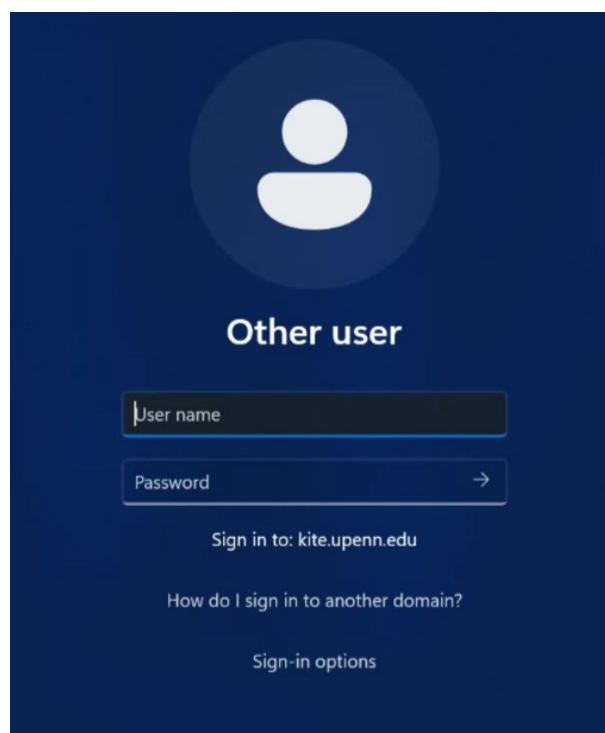 Other user
User name
Password
Sign in to: kite.upenn.edu
How do I sign in to another domain?
Sign-in options